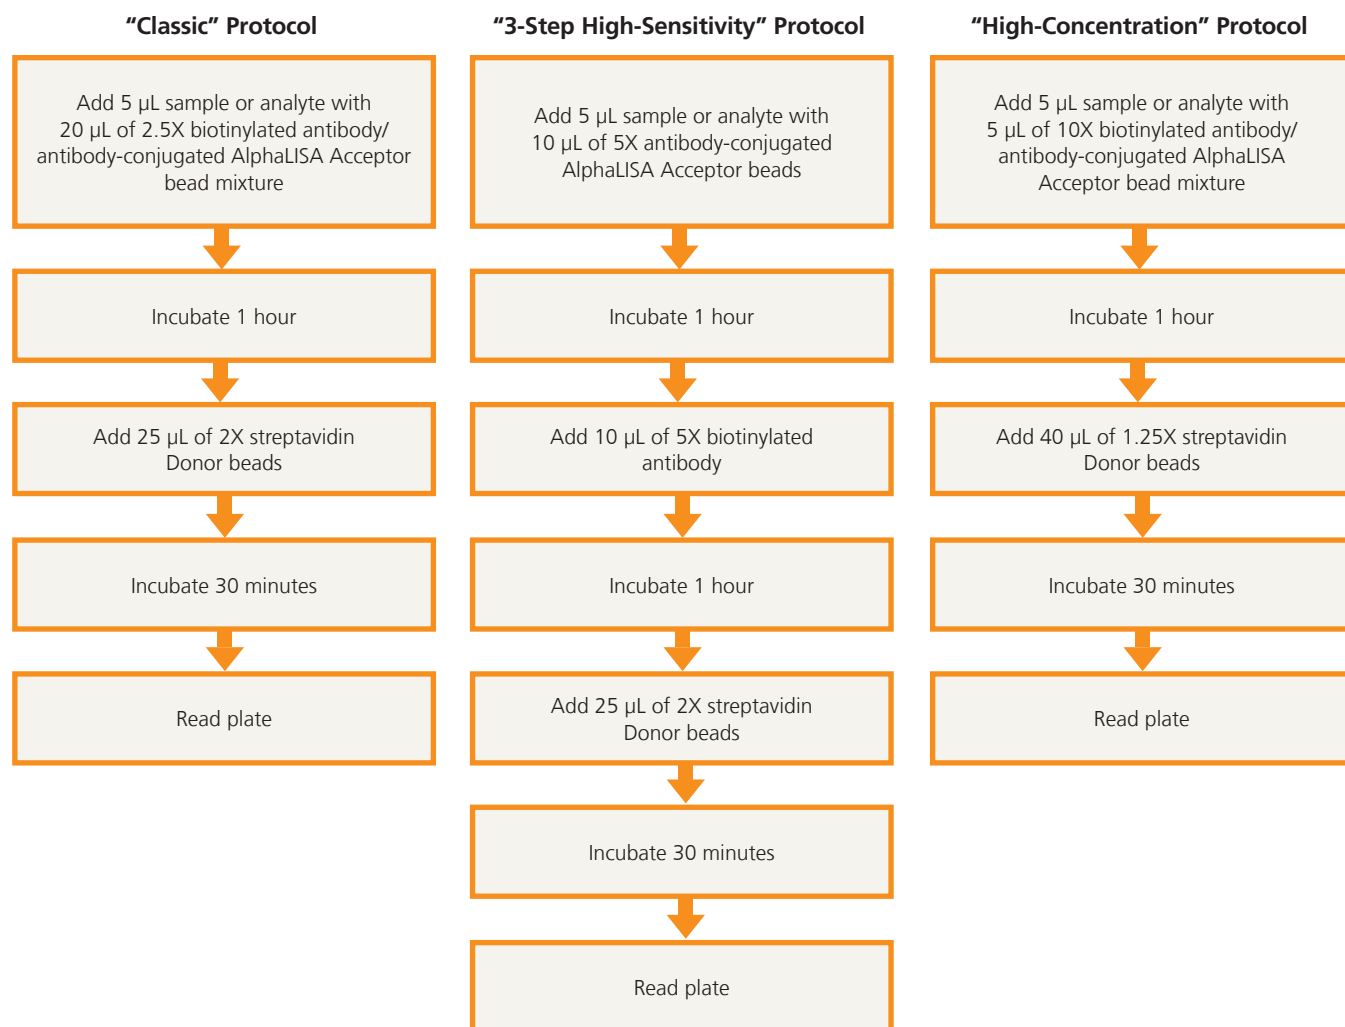 “Classic” Protocol
Add 5 µL sample or analyte with
20 µL of 2.5X biotinylated antibody/
antibody-conjugated AlphaLISA Acceptor
bead mixture
Incubate 1 hour
Add 25 µL of 2X streptavidin
Donor beads
Incubate 30 minutes
Read plate
“3-Step High-Sensitivity” Protocol
Add 5 µL sample or analyte with
10 µL of 5X antibody-conjugated
AlphaLISA Acceptor beads
Incubate 1 hour
Add 10 µL of 5X biotinylated
antibody
Incubate 1 hour
Add 25 µL of 2X streptavidin
Donor beads
Incubate 30 minutes
Read plate
“High-Concentration” Protocol
Add 5 µL sample or analyte with
5 µL of 10X biotinylated antibody/
antibody-conjugated AlphaLISA
Acceptor bead mixture
Incubate 1 hour
Add 40 µL of 1.25X streptavidin
Donor beads
Incubate 30 minutes
Read plate